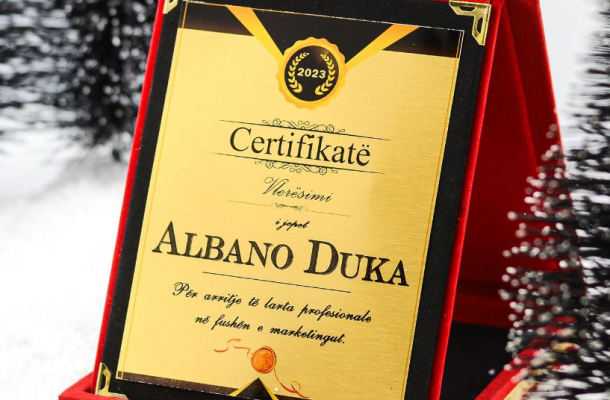 2023
Certifikatë
Vlerësimi
i jepet
ALBANO DUKA
Për arritje të larta profesionale
në fushën e marketingut.